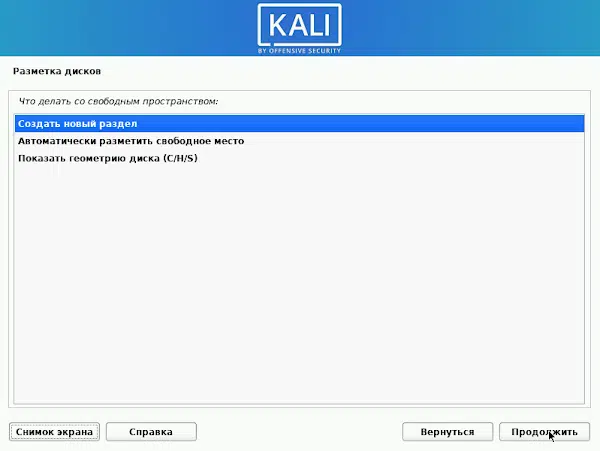 KALI
BY OFFENSIVE SECURITY
Разметка дисков
Что делать со свободным пространством:
Создать новый раздел
Автоматически разметить свободное место
Показать геометрию диска (C/H/S)
Снимок экрана
Справка
Вернуться
Продолжить